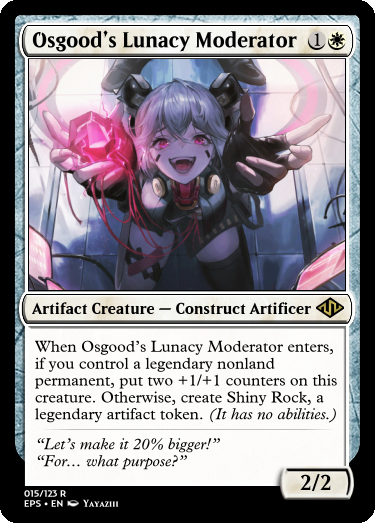 Osgood's Lunacy Moderator 1
Artifact Creature — Construct Artificer
When Osgood's Lunacy Moderator enters,
if you control a legendary nonland
permanent, put two +1/+1 counters on this
creature. Otherwise, create Shiny Rock, a
legendary artifact token. (It has no abilities.)
“Let's make it 20% bigger!”
“For... what purpose?”
2/2
015/123 R
EPS • EN Yayaziii